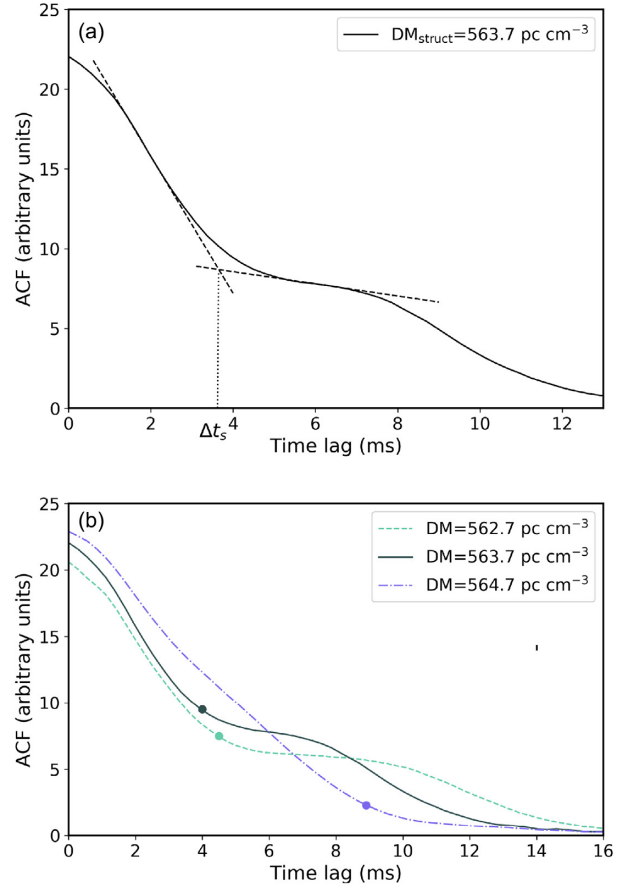 (a)
DM_struct=563.7 pc cm⁻³
ACF (arbitrary units)
25
20
15
10
5
0
0 2 4 6 8 10 12
Δt_s
Time lag (ms)
(b)
DM=562.7 pc cm⁻³
DM=563.7 pc cm⁻³
DM=564.7 pc cm⁻³
ACF (arbitrary units)
25
20
15
10
5
0
0 2 4 6 8 10 12 14 16
Time lag (ms)